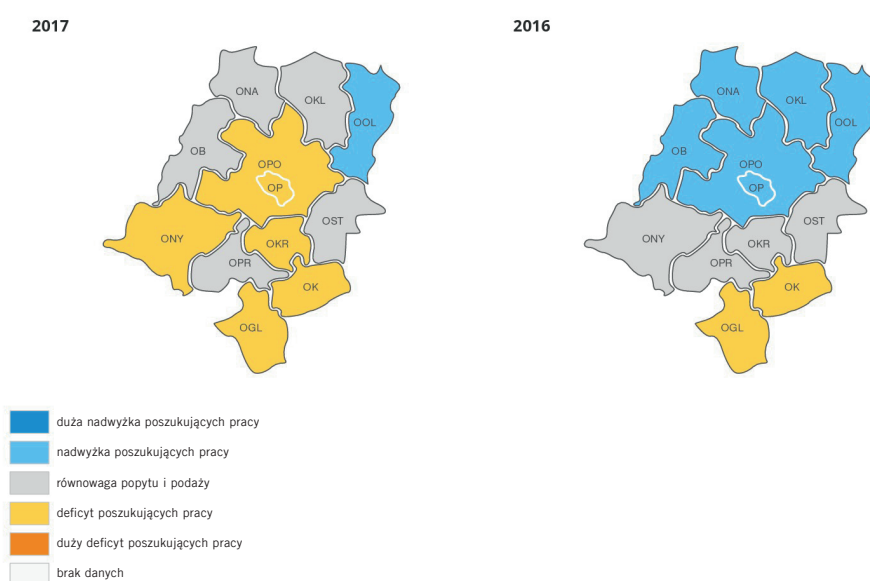 2017
2016
ONA
OKL
OOL
OB
OPO
OP
OST
ONY
OKR
OPR
OK
OGL
ONA
OKL
OOL
OB
OPO
OP
OST
ONY
OKR
OPR
OK
OGL
duża nadwyżka poszukujących pracy
nadwyżka poszukujących pracy
równowaga popytu i podaży
deficyt poszukujących pracy
duży deficyt poszukujących pracy
brak danych